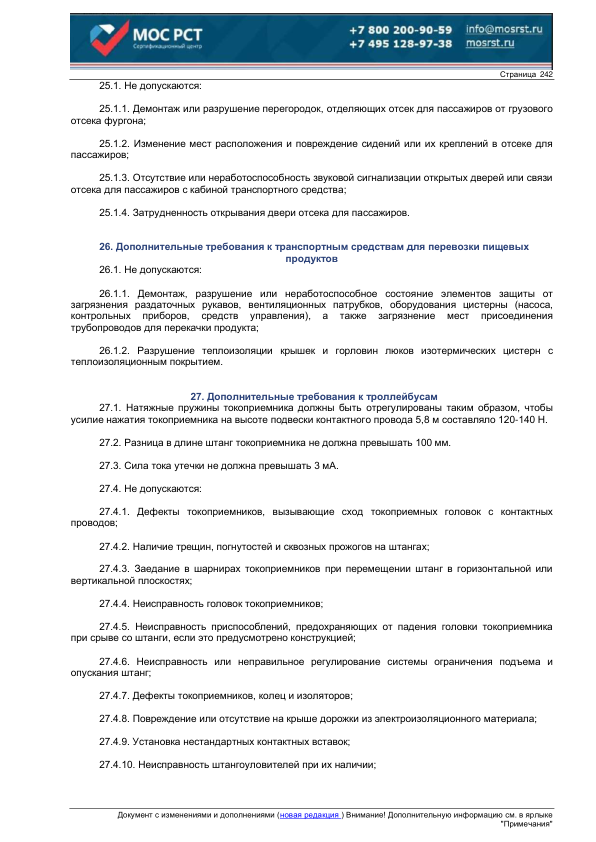 МОС РСТ
Сертификационный центр
+7 800 200-90-59
+7 495 128-97-38
info@mosrst.ru
mosrst.ru
Страница 242
25.1. Не допускаются:
25.1.1. Демонтаж или разрушение перегородок, отделяющих отсек для пассажиров от грузового
отсека фургона;
25.1.2. Изменение мест расположения и повреждение сидений или их креплений в отсеке для
пассажиров;
25.1.3. Отсутствие или неработоспособность звуковой сигнализации открытых дверей или связи
отсека для пассажиров с кабиной транспортного средства;
25.1.4. Затрудненность открывания двери отсека для пассажиров.
26. Дополнительные требования к транспортным средствам для перевозки пищевых
продуктов
26.1. Не допускаются:
26.1.1. Демонтаж, разрушение или неработоспособное состояние элементов защиты от
загрязнения раздаточных рукавов, вентиляционных патрубков, оборудования цистерны (насоса,
контрольных приборов, средств управления), а также загрязнение мест присоединения
трубопроводов для перекачки продукта;
26.1.2. Разрушение теплоизоляции крышек и горловин люков изотермических цистерн с
теплоизоляционным покрытием.
27. Дополнительные требования к троллейбусам
27.1. Натяжные пружины токоприемника должны быть отрегулированы таким образом, чтобы
усилие нажатия токоприемника на высоте подвески контактного провода 5,8 м составляло 120-140 Н.
27.2. Разница в длине штанг токоприемника не должна превышать 100 мм.
27.3. Сила тока утечки не должна превышать 3 мА.
27.4. Не допускаются:
27.4.1. Дефекты токоприемников, вызывающие сход токоприемных головок с контактных
проводов;
27.4.2. Наличие трещин, погнутостей и сквозных прожогов на штангах;
27.4.3. Заедание в шарнирах токоприемников при перемещении штанг в горизонтальной или
вертикальной плоскостях;
27.4.4. Неисправность головок токоприемников;
27.4.5. Неисправность приспособлений, предохраняющих от падения головки токоприемника
при срыве со штанги, если это предусмотрено конструкцией;
27.4.6. Неисправность или неправильное регулирование системы ограничения подъема и
опускания штанг;
27.4.7. Дефекты токоприемников, колец и изоляторов;
27.4.8. Повреждение или отсутствие на крыше дорожки из электроизоляционного материала;
27.4.9. Установка нестандартных контактных вставок;
27.4.10. Неисправность штангоуловителей при их наличии;
Документ с изменениями и дополнениями (новая редакция ) Внимание! Дополнительную информацию см. в ярлыке
"Примечания"